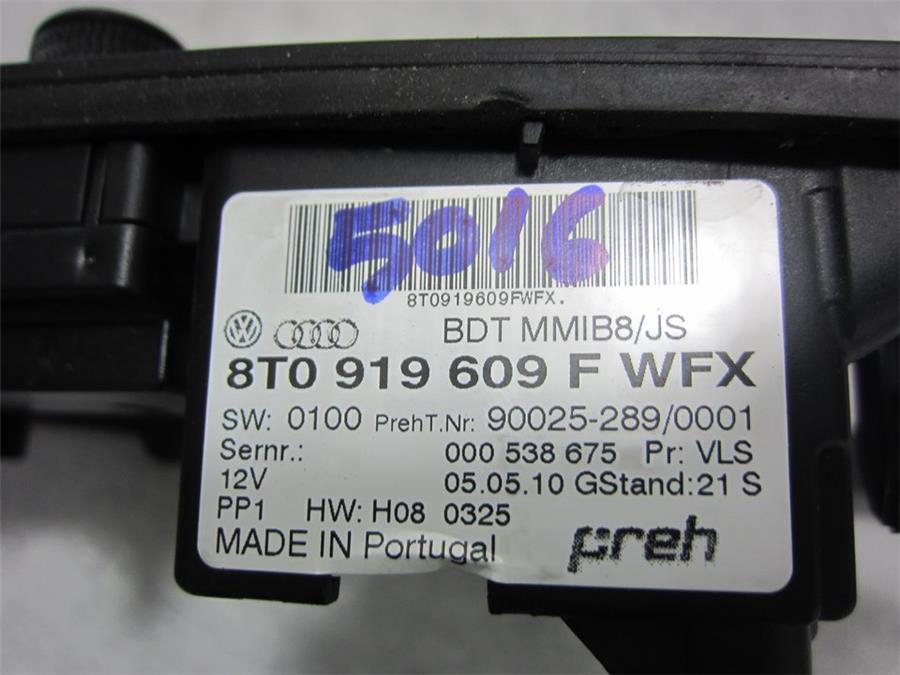 5016
8T0919609FWFX.
BDT MMIB8/JS
8T0 919 609 F WFX
SW: 0100 PrehT.Nr: 90025-289/0001
Sernr.: 000 538 675 Pr: VLS
12V 05.05.10 GStand:21 S
PP1 HW: H08 0325
MADE IN Portugal preh